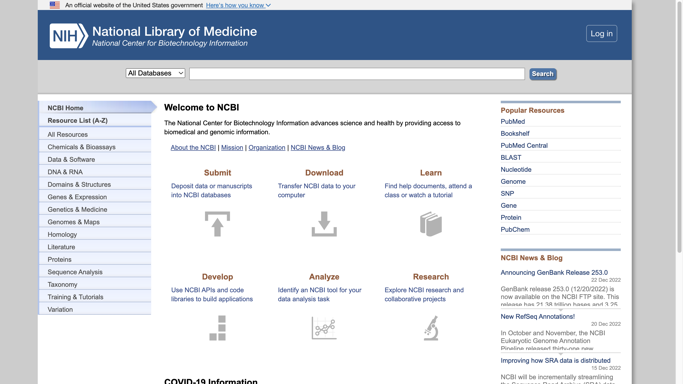 An official website of the United States government Here's how you know
NIH National Library of Medicine
National Center for Biotechnology Information
Log in
All Databases
Search
NCBI Home
Resource List (A-Z)
All Resources
Chemicals & Bioassays
Data & Software
DNA & RNA
Domains & Structures
Genes & Expression
Genetics & Medicine
Genomes & Maps
Homology
Literature
Proteins
Sequence Analysis
Taxonomy
Training & Tutorials
Variation
Welcome to NCBI
The National Center for Biotechnology Information advances science and health by providing access to
biomedical and genomic information.
About the NCBI | Mission | Organization | NCBI News & Blog
Submit
Deposit data or manuscripts
into NCBI databases
Download
Transfer NCBI data to your
computer
Learn
Find help documents, attend a
class or watch a tutorial
Develop
Use NCBI APIs and code
libraries to build applications
Analyze
Identify an NCBI tool for your
data analysis task
Research
Explore NCBI research and
collaborative projects
COVID-19 Information
Popular Resources
PubMed
Bookshelf
PubMed Central
BLAST
Nucleotide
Genome
SNP
Gene
Protein
PubChem
NCBI News & Blog
Announcing GenBank Release 253.0
22 Dec 2022
GenBank release 253.0 (12/20/2022) is
now available on the NCBI FTP site. This
release has 21.38 trillion bases and 3.25
New RefSeq Annotations!
20 Dec 2022
In October and November, the NCBI
Eukaryotic Genome Annotation
Pipeline released thirty-one new
Improving how SRA data is distributed
15 Dec 2022
NCBI will be incrementally streamlining